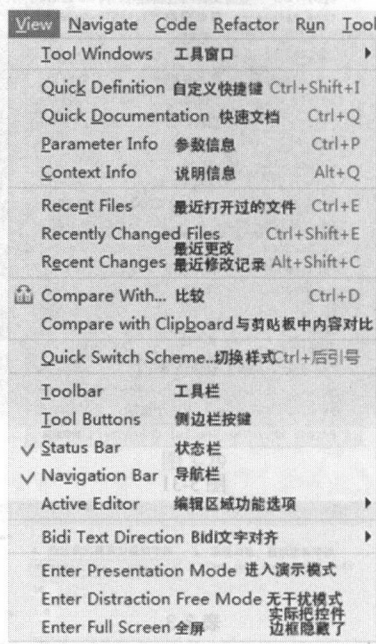 View Navigate Code Refactor Run Tool
Tool Windows 工具窗口
Quick Definition 自定义快捷键 Ctrl+Shift+I
Quick Documentation 快速文档 Ctrl+Q
Parameter Info 参数信息 Ctrl+P
Context Info 说明信息 Alt+Q
Recent Files 最近打开过的文件 Ctrl+E
Recently Changed Files Ctrl+Shift+E
最近更改
Recent Changes 最近修改记录 Alt+Shift+C
Compare With... 比较 Ctrl+D
Compare with Clipboard 与剪贴板中内容对比
Quick Switch Scheme.. 切换样式 Ctrl+后引号
Toolbar 工具栏
Tool Buttons 侧边栏按键
Status Bar 状态栏
Navigation Bar 导航栏
Active Editor 编辑区域功能选项
Bidi Text Direction Bidi文字对齐
Enter Presentation Mode 进入演示模式
Enter Distraction Free Mode 无干扰模式
实际把控件
Enter Full Screen 全屏 边框隐藏了